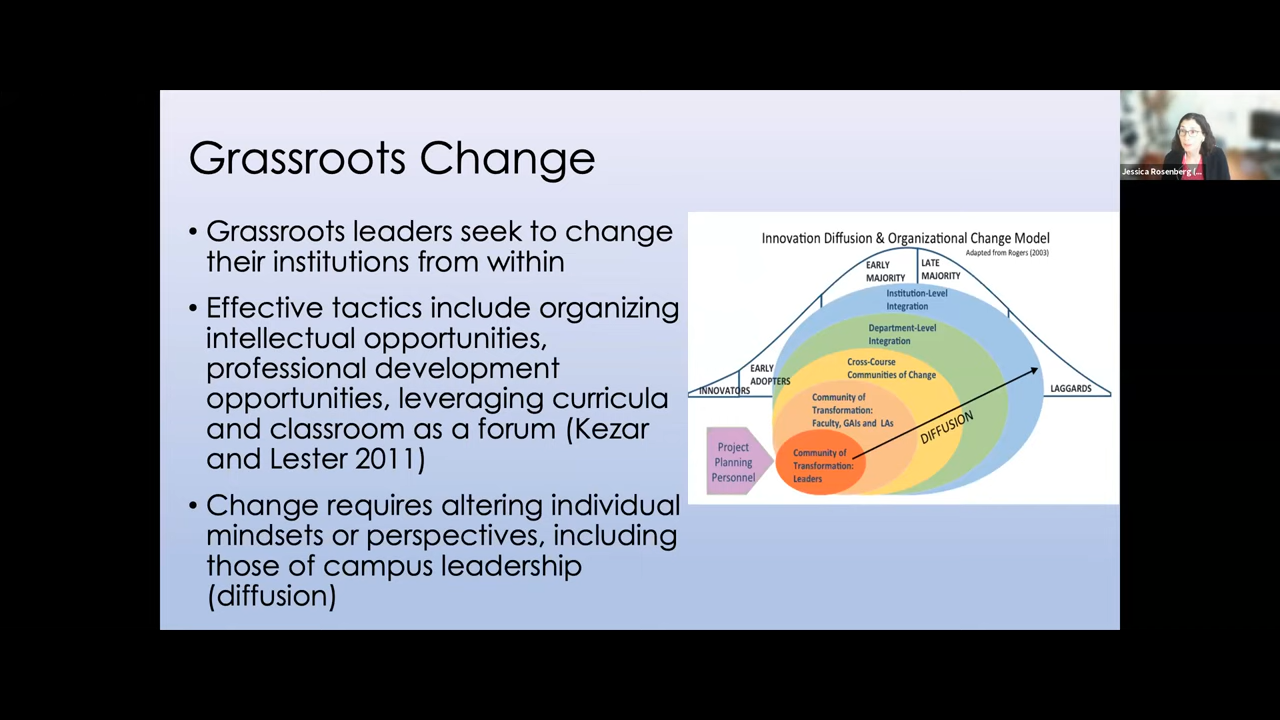 Grassroots Change
• Grassroots leaders seek to change
their institutions from within
• Effective tactics include organizing
intellectual opportunities,
professional development
opportunities, leveraging curricula
and classroom as a forum (Kezar
and Lester 2011)
• Change requires altering individual
mindsets or perspectives, including
those of campus leadership
(diffusion)
Innovation Diffusion & Organizational Change Model
Adapted from Rogers (2003)
EARLY
MAJORITY
LATE
MAJORITY
Institution-Level
Integration
Department-Level
Integration
Cross-Course
Communities of Change
EARLY
ADOPTERS
INNOVATORS
LAGGARDS
Community of
Transformation:
Faculty, GAIs and LAs
DIFFUSION
Project
Planning
Personnel
Community of
Transformation:
Leaders
Jessica Rosenberg (...